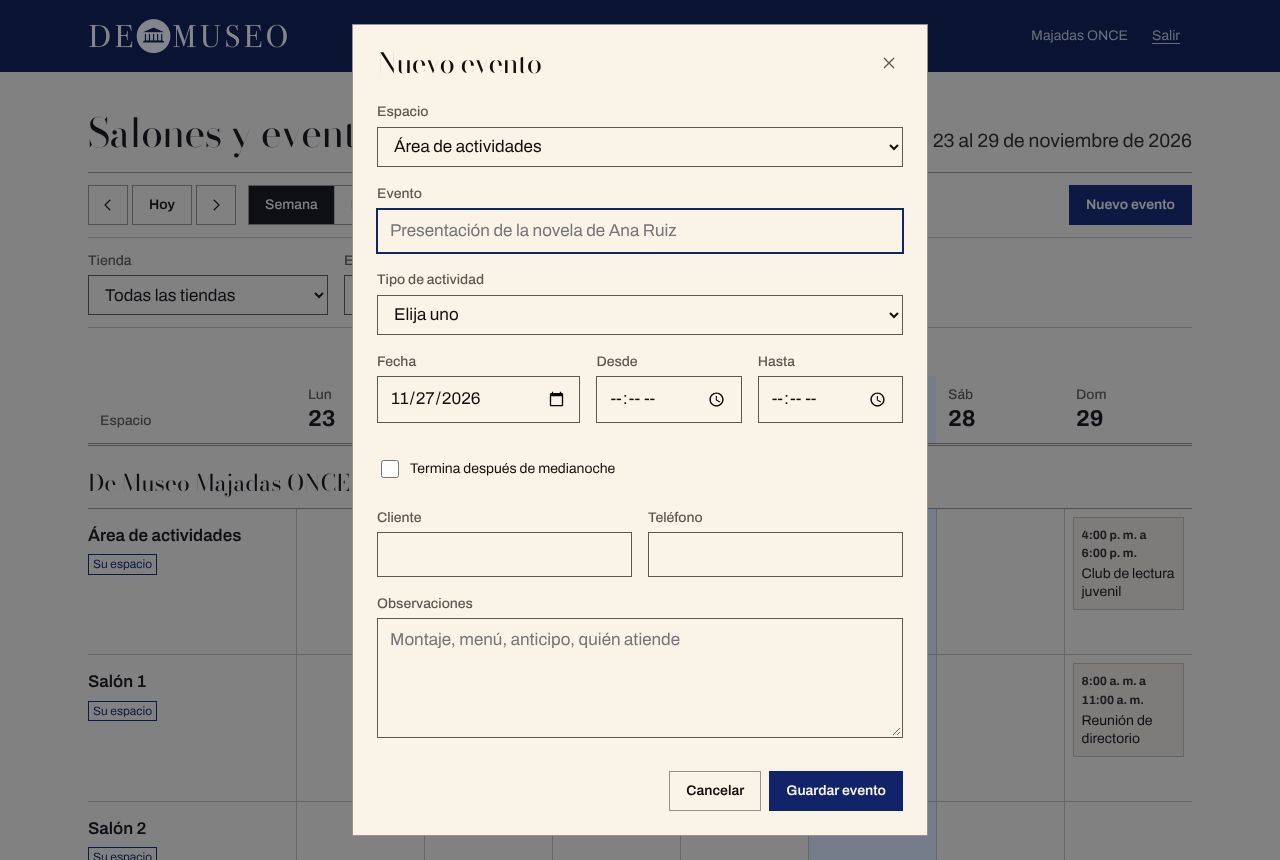 DE MUSEO
Majadas ONCE
Salir
Salones y event
23 al 29 de noviembre de 2026
Hoy
Semana
Nuevo evento
Tienda
E
Todas las tiendas
Espacio
Lun
23
Sáb
28
Dom
29
De Museo Majadas ONCE
Área de actividades
Su espacio
4:00 p. m. a
6:00 p. m.
Club de lectura
juvenil
Salón 1
Su espacio
8:00 a. m. a
11:00 a. m.
Reunión de
directorio
Salón 2
Su espacio
Nuevo evento
Espacio
Área de actividades
Evento
Presentación de la novela de Ana Ruiz
Tipo de actividad
Elija uno
Fecha
Desde
Hasta
11/27/2026
--:-- --
--:-- --
Termina después de medianoche
Cliente
Teléfono
Observaciones
Montaje, menú, anticipo, quién atiende
Cancelar
Guardar evento